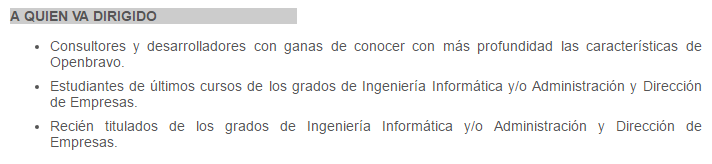 A QUIEN VA DIRIGIDO
• Consultores y desarrolladores con ganas de conocer con más profundidad las características de
Openbravo.
• Estudiantes de últimos cursos de los grados de Ingeniería Informática y/o Administración y Dirección
de Empresas.
• Recién titulados de los grados de Ingeniería Informática y/o Administración y Dirección de
Empresas.